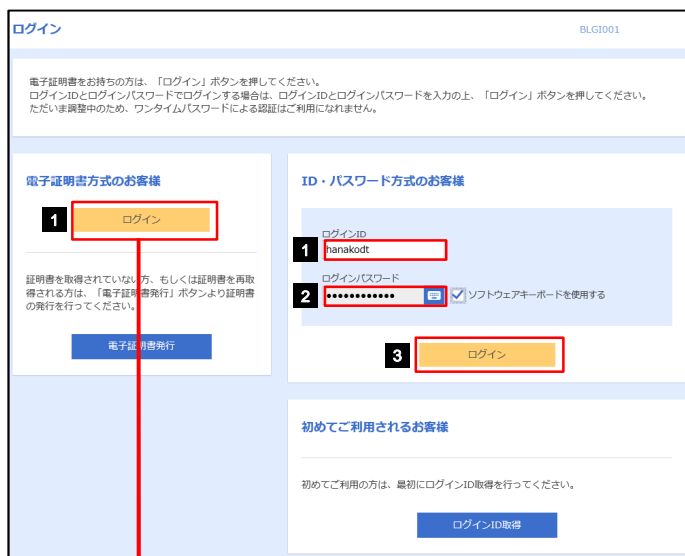 ログイン
BLGI001
電子証明書をお持ちの方は、「ログイン」ボタンを押してください。
ログインIDとログインパスワードでログインする場合は、ログインIDとログインパスワードを入力の上、「ログイン」ボタンを押してください。
ただいま調整中のため、ワンタイムパスワードによる認証はご利用になれません。
電子証明書方式のお客様
1
ログイン
証明書を取得されていない方、もしくは証明書を再取
得される方は、「電子証明書発行」ボタンより証明書
の発行を行ってください。
電子証明書発行
ID・パスワード方式のお客様
ログインID
1
hanakodt
ログインパスワード
2
••••••••••••
ソフトウェアキーボードを使用する
3
ログイン
初めてご利用されるお客様
初めてご利用の方は、最初にログインID取得を行ってください。
ログインID取得